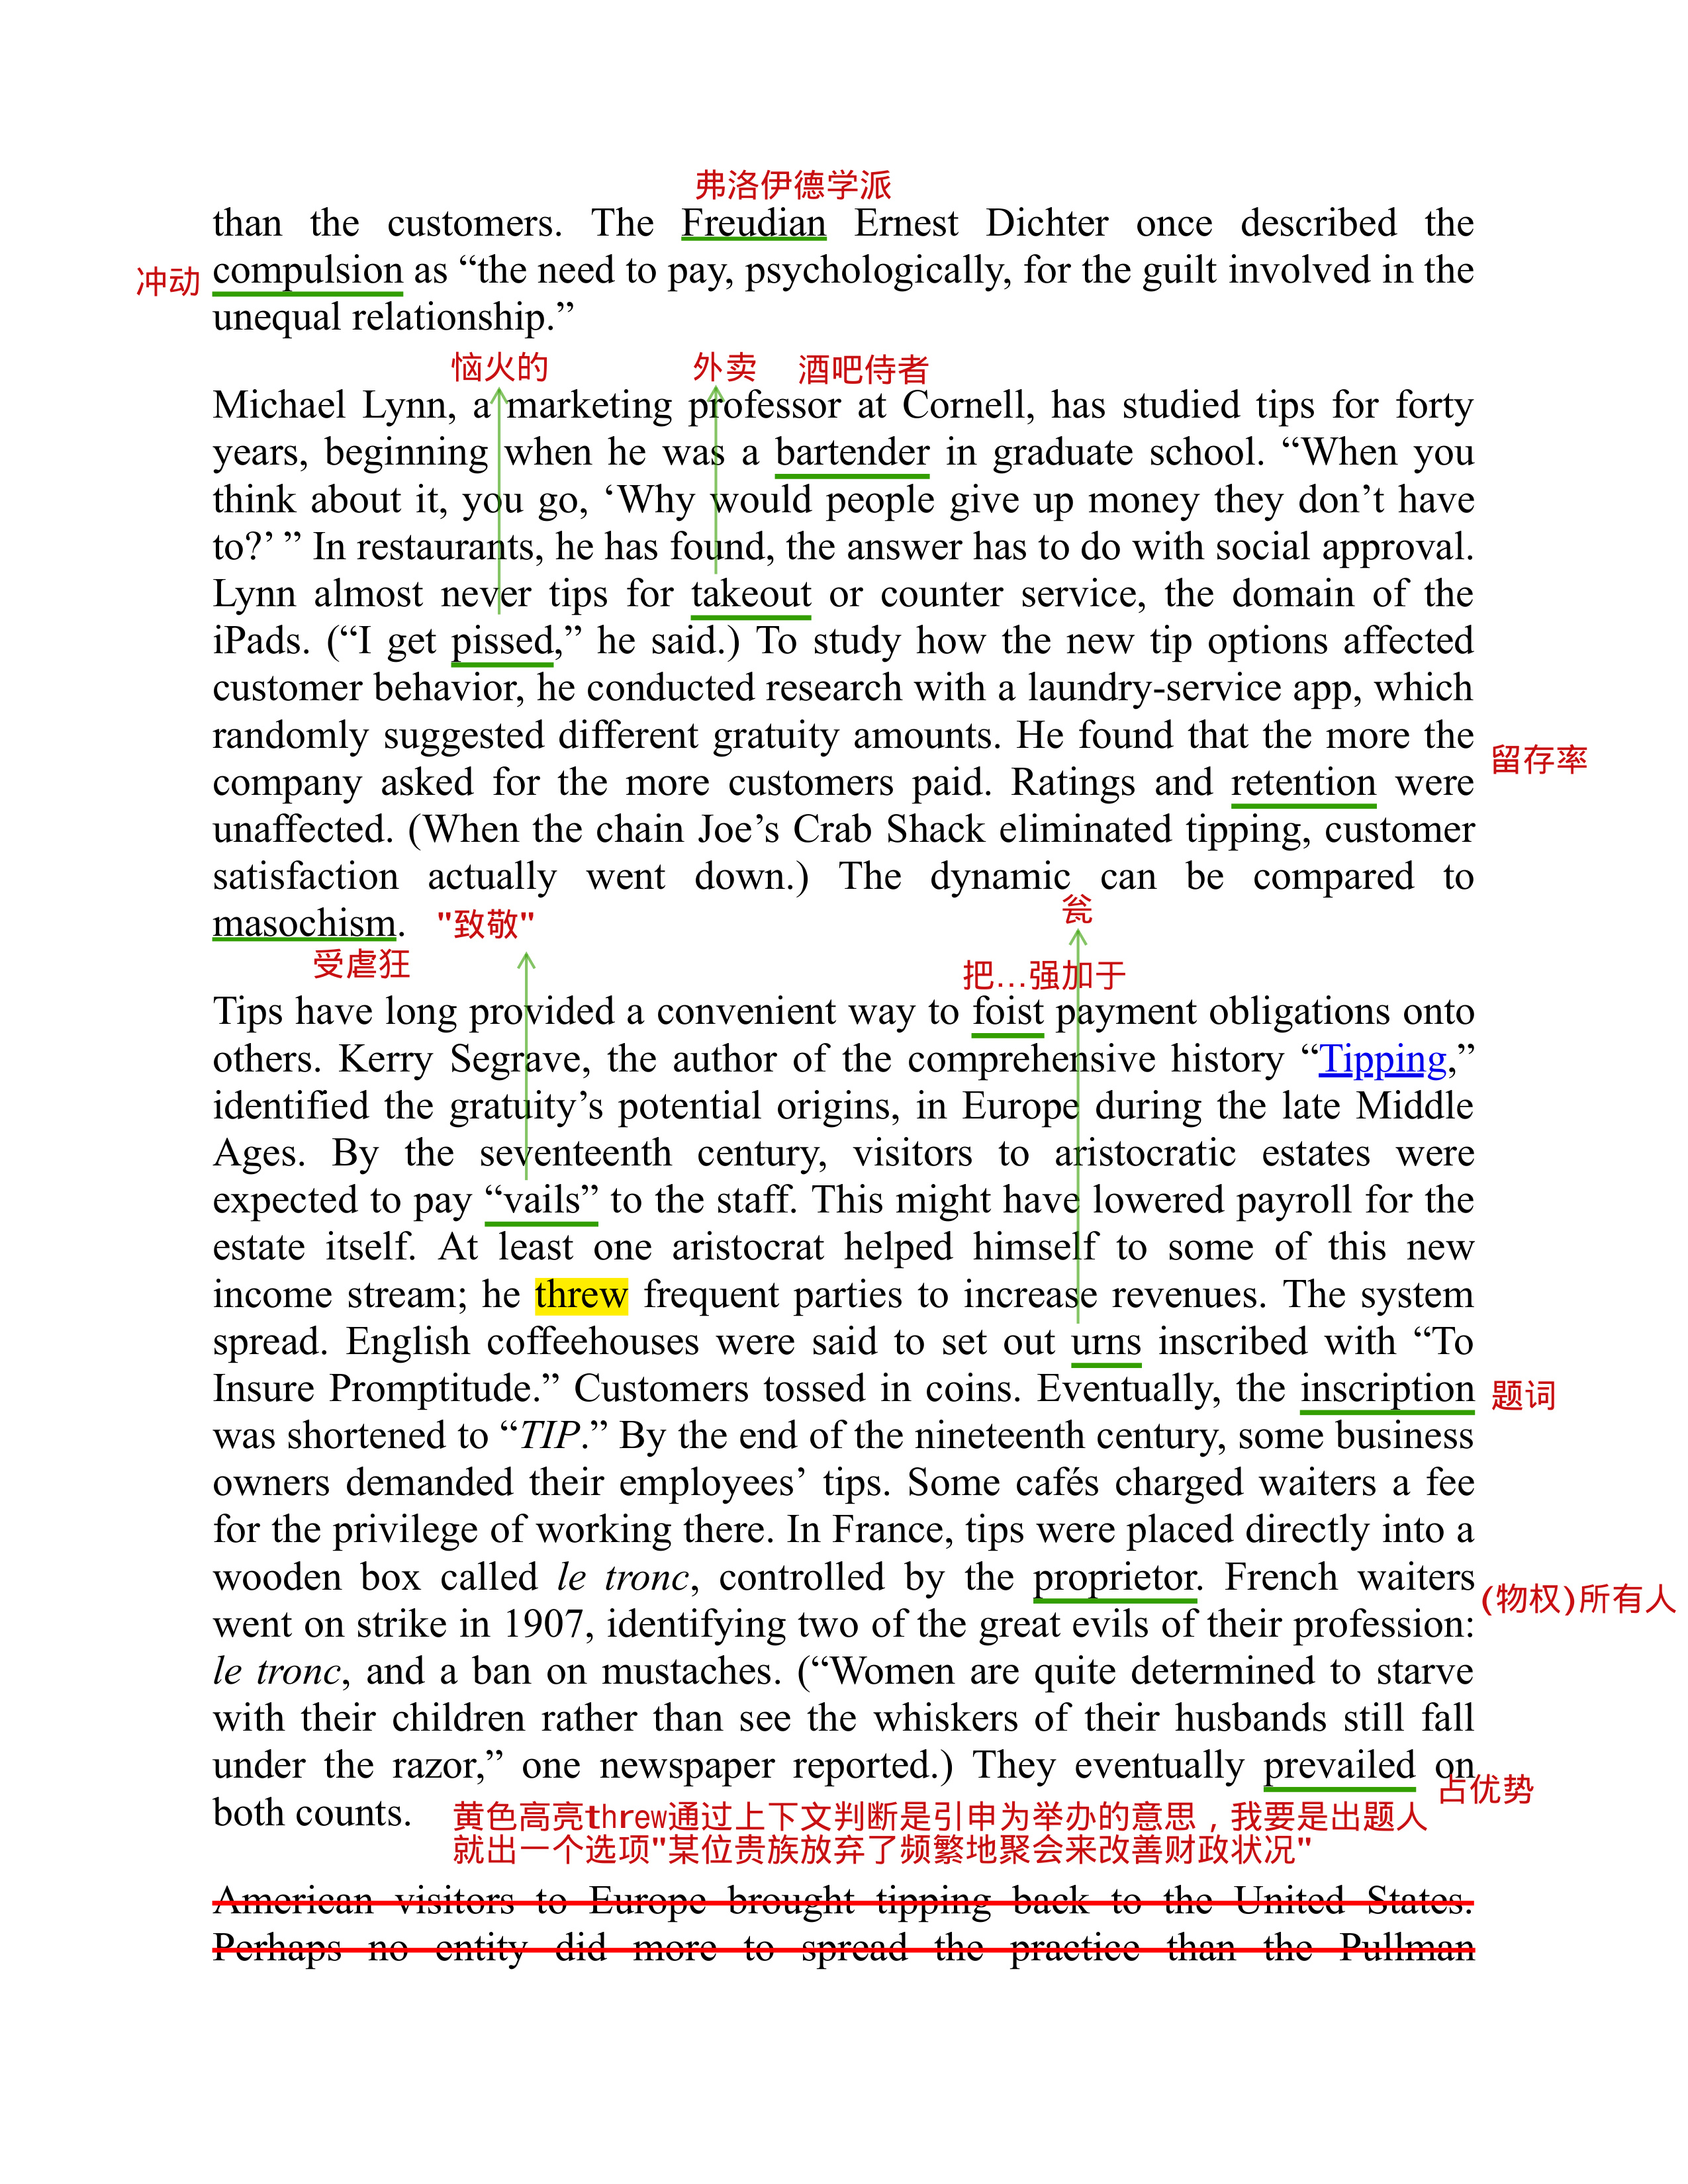 弗洛伊德学派
than the customers. The Freudian Ernest Dichter once described the
冲动 compulsion as “the need to pay, psychologically, for the guilt involved in the
unequal relationship.”
恼火的 外卖 酒吧侍者
Michael Lynn, a marketing professor at Cornell, has studied tips for forty
years, beginning when he was a bartender in graduate school. “When you
think about it, you go, ‘Why would people give up money they don’t have
to?’ ” In restaurants, he has found, the answer has to do with social approval.
Lynn almost never tips for takeout or counter service, the domain of the
iPads. (“I get pissed,” he said.) To study how the new tip options affected
customer behavior, he conducted research with a laundry-service app, which
randomly suggested different gratuity amounts. He found that the more the
留存率
company asked for the more customers paid. Ratings and retention were
unaffected. (When the chain Joe’s Crab Shack eliminated tipping, customer
satisfaction actually went down.) The dynamic can be compared to
masochism. "致敬" 瓮
受虐狂 把...强加于
Tips have long provided a convenient way to foist payment obligations onto
others. Kerry Segrave, the author of the comprehensive history “Tipping,”
identified the gratuity’s potential origins, in Europe during the late Middle
Ages. By the seventeenth century, visitors to aristocratic estates were
expected to pay “vails” to the staff. This might have lowered payroll for the
estate itself. At least one aristocrat helped himself to some of this new
income stream; he threw frequent parties to increase revenues. The system
spread. English coffeehouses were said to set out urns inscribed with “To
Insure Promptitude.” Customers tossed in coins. Eventually, the inscription 题词
was shortened to “TIP.” By the end of the nineteenth century, some business
owners demanded their employees’ tips. Some cafés charged waiters a fee
for the privilege of working there. In France, tips were placed directly into a
wooden box called le tronc, controlled by the proprietor. French waiters (物权)所有人
went on strike in 1907, identifying two of the great evils of their profession:
le tronc, and a ban on mustaches. (“Women are quite determined to starve
with their children rather than see the whiskers of their husbands still fall
under the razor,” one newspaper reported.) They eventually prevailed on
占优势
both counts. 黄色高亮threw通过上下文判断是引申为举办的意思，我要是出题人
就出一个选项"某位贵族放弃了频繁地聚会来改善财政状况"
American visitors to Europe brought tipping back to the United States.
Perhaps no entity did more to spread the practice than the Pullman